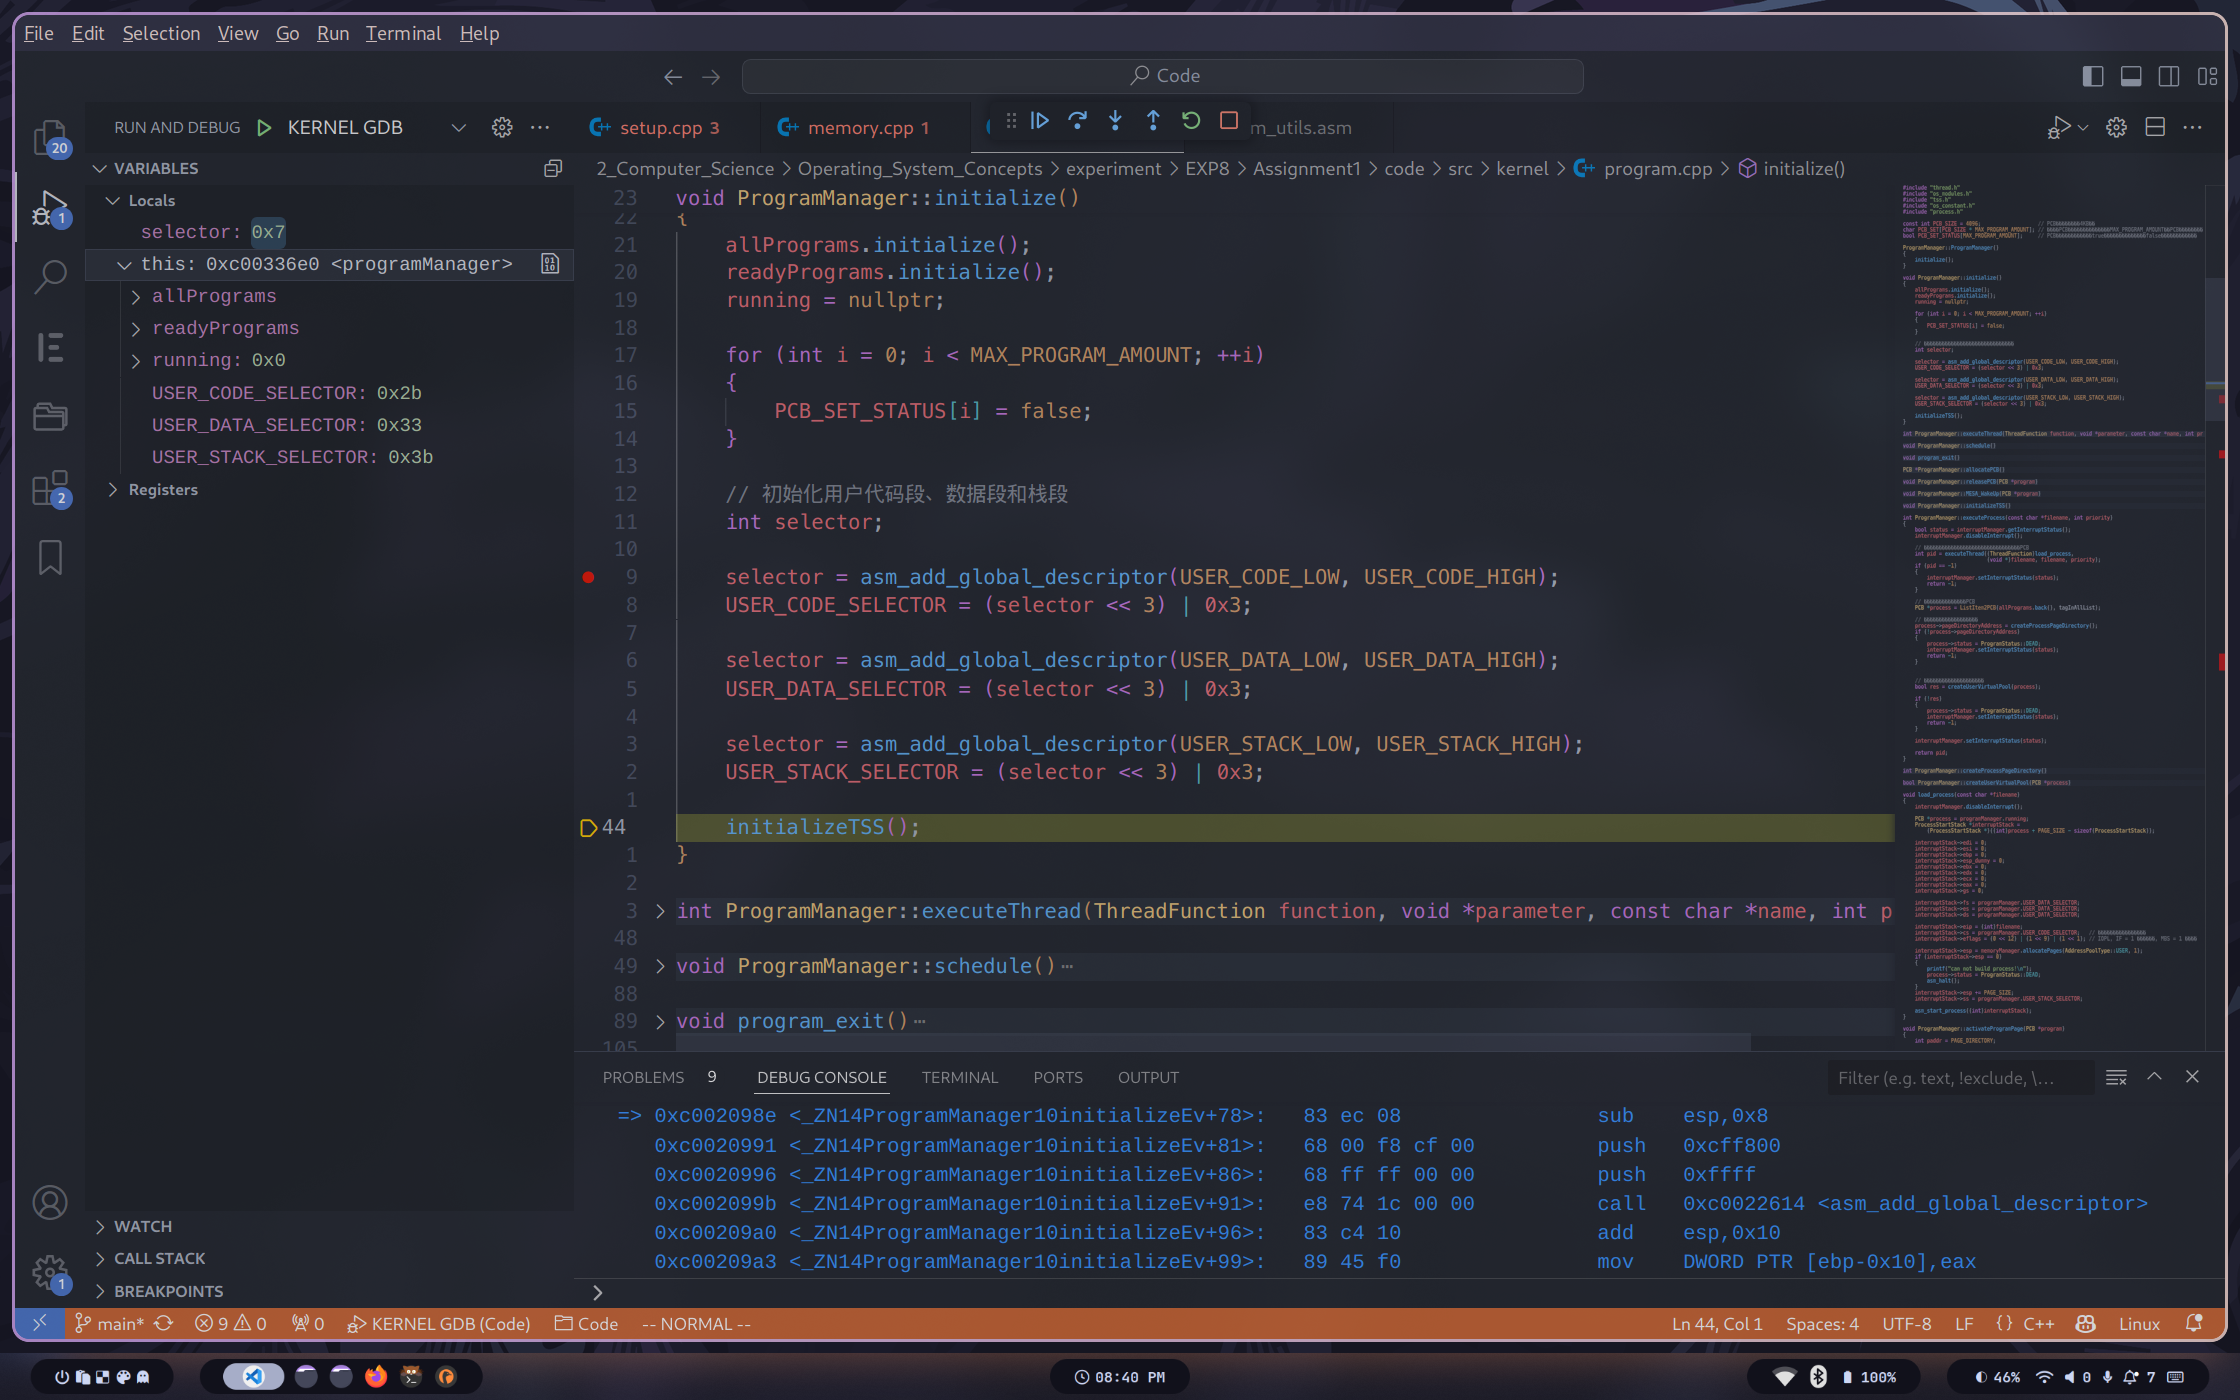 File Edit Selection View Go Run Terminal Help
Code
RUN AND DEBUG KERNEL GDB
setup.cpp 3
memory.cpp 1
m_utils.asm
20
1
2
1
VARIABLES
Locals
selector: 0x7
this: 0xc00336e0 <programManager>
allPrograms
readyPrograms
running: 0x0
USER_CODE_SELECTOR: 0x2b
USER_DATA_SELECTOR: 0x33
USER_STACK_SELECTOR: 0x3b
Registers
WATCH
CALL STACK
BREAKPOINTS
2_Computer_Science > Operating_System_Concepts > experiment > EXP8 > Assignment1 > code > src > kernel > program.cpp > initialize()
23 void ProgramManager::initialize()
22 {
21 allPrograms.initialize();
20 readyPrograms.initialize();
19 running = nullptr;
18
17 for (int i = 0; i < MAX_PROGRAM_AMOUNT; ++i)
16 {
15 PCB_SET_STATUS[i] = false;
14 }
13
12 // 初始化用户代码段、数据段和栈段
11 int selector;
10
9 selector = asm_add_global_descriptor(USER_CODE_LOW, USER_CODE_HIGH);
8 USER_CODE_SELECTOR = (selector << 3) | 0x3;
7
6 selector = asm_add_global_descriptor(USER_DATA_LOW, USER_DATA_HIGH);
5 USER_DATA_SELECTOR = (selector << 3) | 0x3;
4
3 selector = asm_add_global_descriptor(USER_STACK_LOW, USER_STACK_HIGH);
2 USER_STACK_SELECTOR = (selector << 3) | 0x3;
1
44 initializeTSS();
1 }
2
3 int ProgramManager::executeThread(ThreadFunction function, void *parameter, const char *name, int p
48
49 void ProgramManager::schedule()⋯
88
89 void program_exit()⋯
105
PROBLEMS 9 DEBUG CONSOLE TERMINAL PORTS OUTPUT
Filter (e.g. text, !exclude, \...
=> 0xc002098e <_ZN14ProgramManager10initializeEv+78>: 83 ec 08 sub esp,0x8
0xc0020991 <_ZN14ProgramManager10initializeEv+81>: 68 00 f8 cf 00 push 0xcff800
0xc0020996 <_ZN14ProgramManager10initializeEv+86>: 68 ff ff 00 00 push 0xffff
0xc002099b <_ZN14ProgramManager10initializeEv+91>: e8 74 1c 00 00 call 0xc0022614 <asm_add_global_descriptor>
0xc00209a0 <_ZN14ProgramManager10initializeEv+96>: 83 c4 10 add esp,0x10
0xc00209a3 <_ZN14ProgramManager10initializeEv+99>: 89 45 f0 mov DWORD PTR [ebp-0x10],eax
main* 9 0 0 KERNEL GDB (Code) Code -- NORMAL --
Ln 44, Col 1 Spaces: 4 UTF-8 LF {} C++ Linux
08:40 PM
100%
46% 0 7